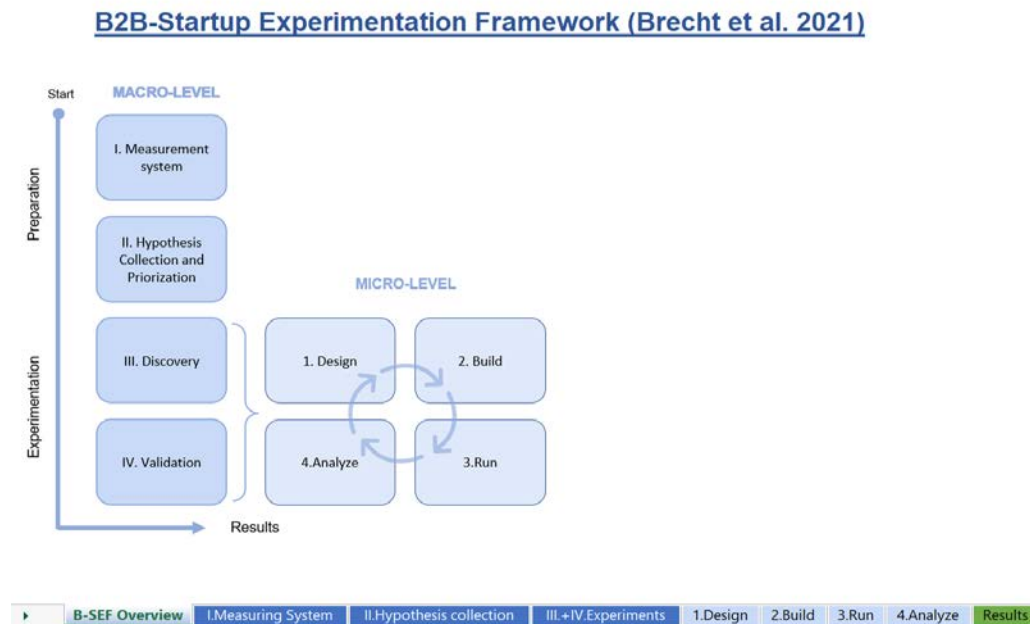 B2B-Startup Experimentation Framework (Brecht et al. 2021)
Start
MACRO-LEVEL
Preparation
I. Measurement
system
II. Hypothesis
Collection and
Priorization
MICRO-LEVEL
Experimentation
III. Discovery
1. Design
2. Build
IV. Validation
4.Analyze
3.Run
Results
B-SEF Overview
I.Measuring System
II.Hypothesis collection
III.+IV.Experiments
1.Design
2.Build
3.Run
4.Analyze
Results